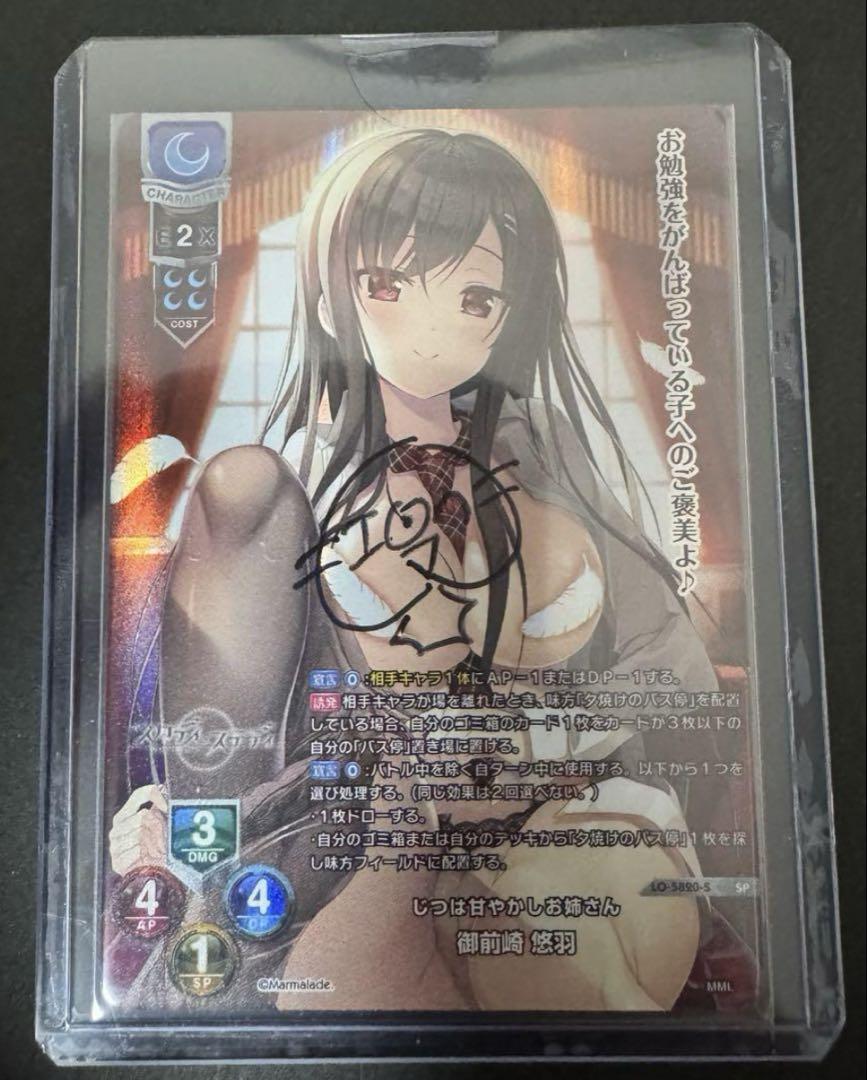 CHARACTER
EX 2
COST
お勉強をがんばっている子へのご褒美よ♪
宣言 0:相手キャラ1体にAP-1またはDP-1する。
誘発 相手キャラが場を離れたとき、味方「夕焼けのバス停」を配置
している場合、自分のゴミ箱のカード1枚をカードが3枚以下の
自分の「バス停」置き場に置ける。
宣言 0:バトル中を除く自ターン中に使用する。以下から1つを
選び処理する。(同じ効果は2回選べない。)
・1枚ドローする。
・自分のゴミ箱または自分のデッキから「夕焼けのバス停」1枚を探
し味方フィールドに配置する。
3
DMG
4
AP
4
DP
1
SP
LO-5820-S SP
じつは甘やかしお姉さん
御前崎 悠羽
©Marmalade.
MML